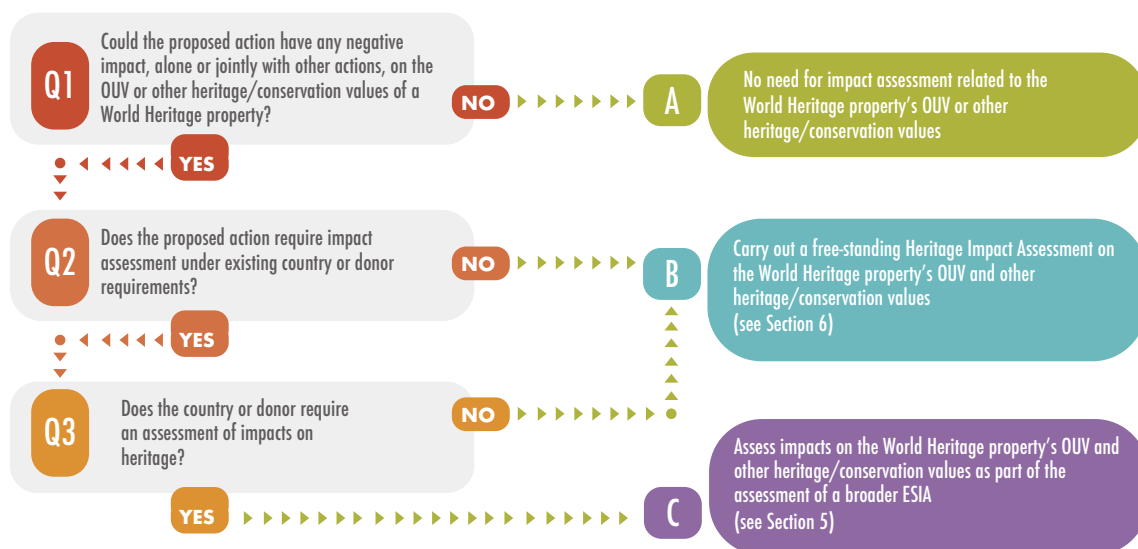 Q1
Could the proposed action have any negative
impact, alone or jointly with other actions, on the
OUV or other heritage/conservation values of a
World Heritage property?
NO
A
No need for impact assessment related to the
World Heritage property's OUV or other
heritage/conservation values
YES
Q2
Does the proposed action require impact
assessment under existing country or donor
requirements?
NO
B
Carry out a free-standing Heritage Impact Assessment on
the World Heritage property's OUV and other
heritage/conservation values
(see Section 6)
YES
Q3
Does the country or donor require
an assessment of impacts on
heritage?
NO
YES
C
Assess impacts on the World Heritage property's OUV and
other heritage/conservation values as part of the
assessment of a broader ESIA
(see Section 5)